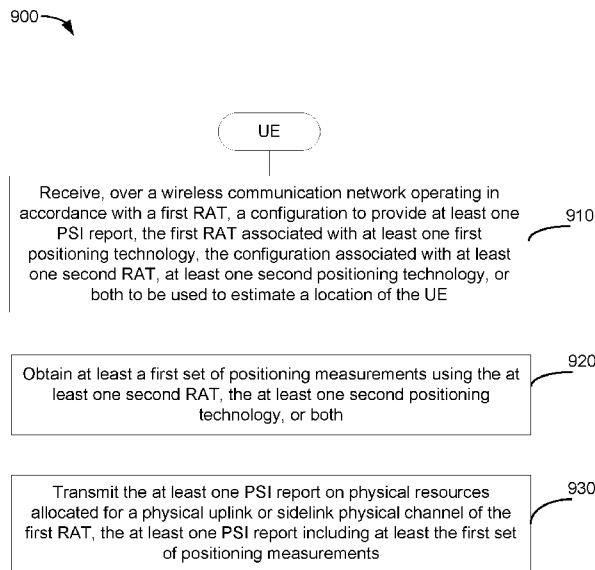 900
UE
Receive, over a wireless communication network operating in
accordance with a first RAT, a configuration to provide at least one
PSI report, the first RAT associated with at least one first
positioning technology, the configuration associated with at least
one second RAT, at least one second positioning technology, or
both to be used to estimate a location of the UE
910
Obtain at least a first set of positioning measurements using the at
least one second RAT, the at least one second positioning
technology, or both
920
Transmit the at least one PSI report on physical resources
allocated for a physical uplink or sidelink physical channel of the
first RAT, the at least one PSI report including at least the first set
of positioning measurements
930